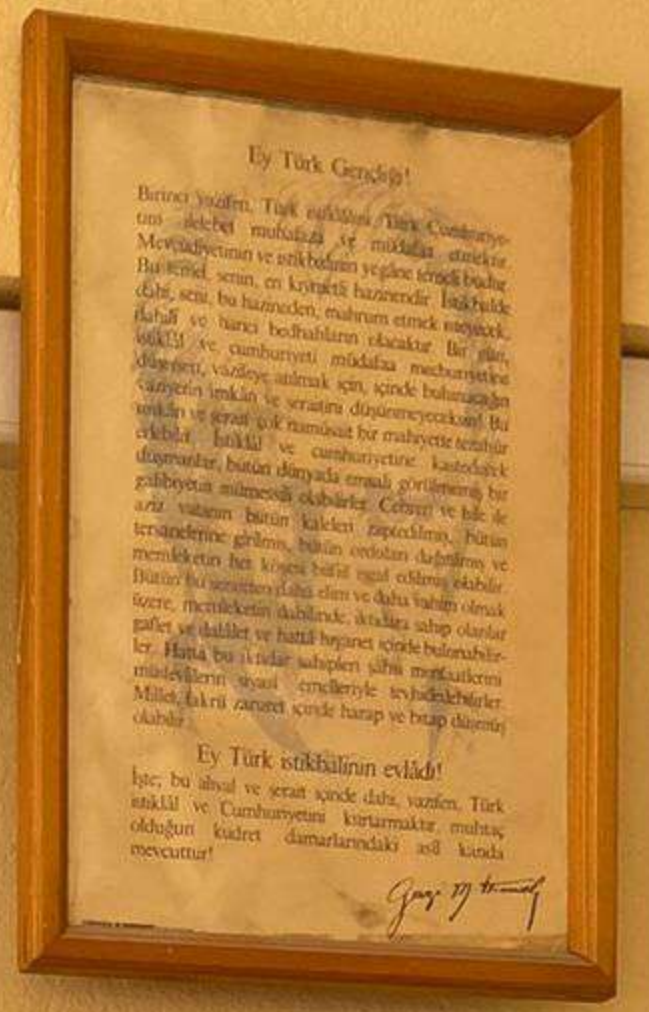 Ey Türk Gençliği!
Birinci vazifen, Türk istiklâlini, Türk Cumhuriye-
tini ilelebet muhafaza ve müdafaa etmektir.
Mevcudiyetinin ve istikbalinin yegâne temeli budur.
Bu temel, senin, en kıymetli hazinendir. İstikbalde
dahi, seni, bu hazineden, mahrum etmek isteyecek,
dahilî ve haricî bedhahların olacaktır. Bir gün,
istiklâl ve cumhuriyeti müdafaa mecburiyetine
düşersen, vazifeye atılmak için, içinde bulunacağın
vaziyetin imkân ve şeraitini düşünmeyeceksin! Bu
imkân ve şerait çok namüsait bir mahiyette tezahür
edebilir. İstiklâl ve cumhuriyetine kastedecek
düşmanlar, bütün dünyada emsali görülmemiş bir
galibiyetin mümessili olabilirler. Cebren ve hile ile
aziz vatanın bütün kaleleri zaptedilmiş, bütün
tersanelerine girilmiş, bütün orduları dağıtılmış ve
memleketin her köşesi bilfiil işgal edilmiş olabilir.
Bütün bu şeraitten daha elim ve daha vahim olmak
üzere, memleketin dahilinde, iktidara sahip olanlar
gaflet ve dalâlet ve hattâ hıyanet içinde bulunabilir-
ler. Hattâ bu iktidar sahipleri şahsî menfaatlerini
müstevlilerin siyasi emelleriyle tevhidedebilirler.
Millet, fakrü zaruret içinde harap ve bitap düşmüş
olabilir.
Ey Türk istikbalinin evlâdı!
İşte, bu ahval ve şerait içinde dahi, vazifen, Türk
istiklâl ve Cumhuriyetini kurtarmaktır, muhtaç
olduğun kudret damarlarındaki asîl kanda
mevcuttur!
Gazi M. Kemal